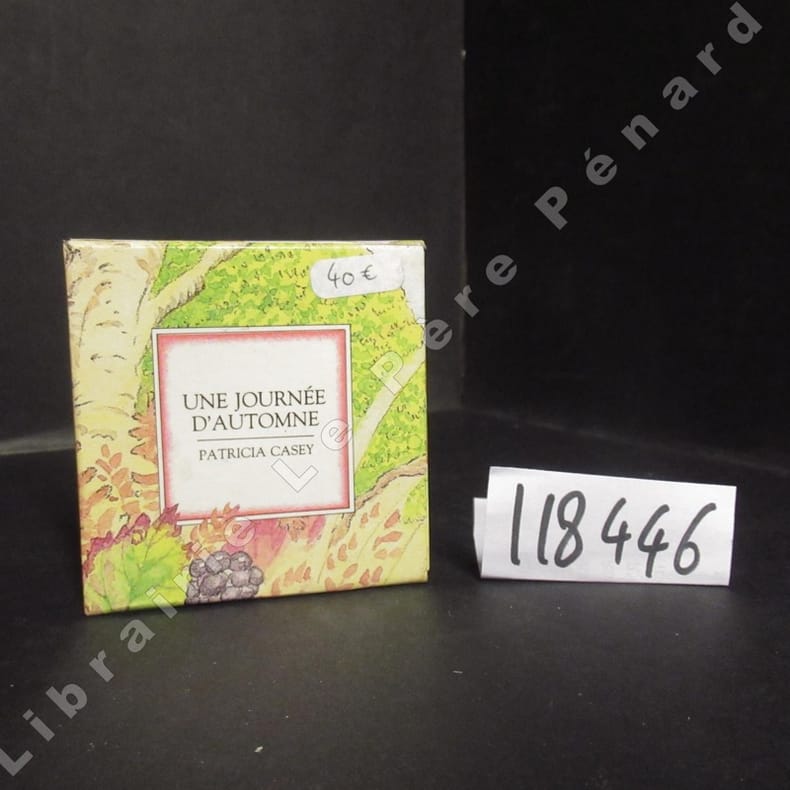 40 €
UNE JOURNÉE
D'AUTOMNE
PATRICIA CASEY
118446
Librairie Le Père Pénard